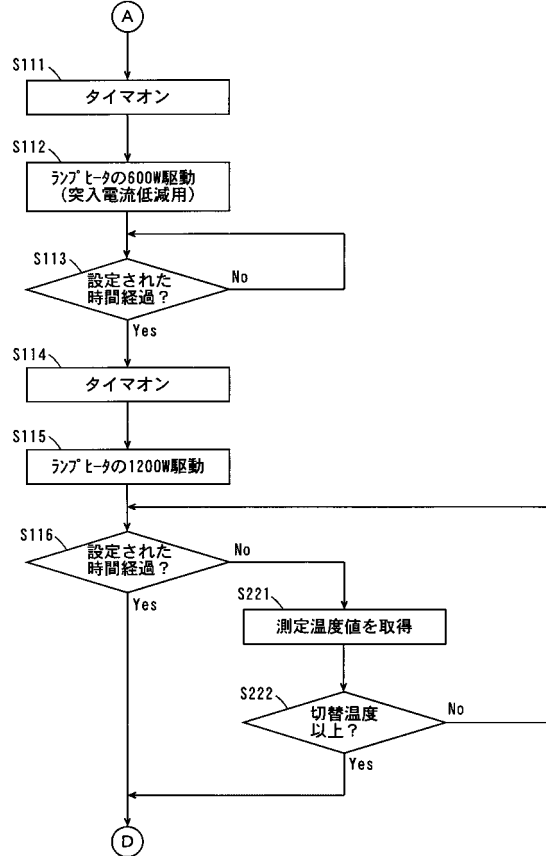 A
S111
タイマオン
S112
ランプヒータの600W駆動
(突入電流低減用)
S113
設定された
時間経過?
No
Yes
S114
タイマオン
S115
ランプヒータの1200W駆動
S116
設定された
時間経過?
No
Yes
S221
測定温度値を取得
S222
切替温度
以上?
No
Yes
D